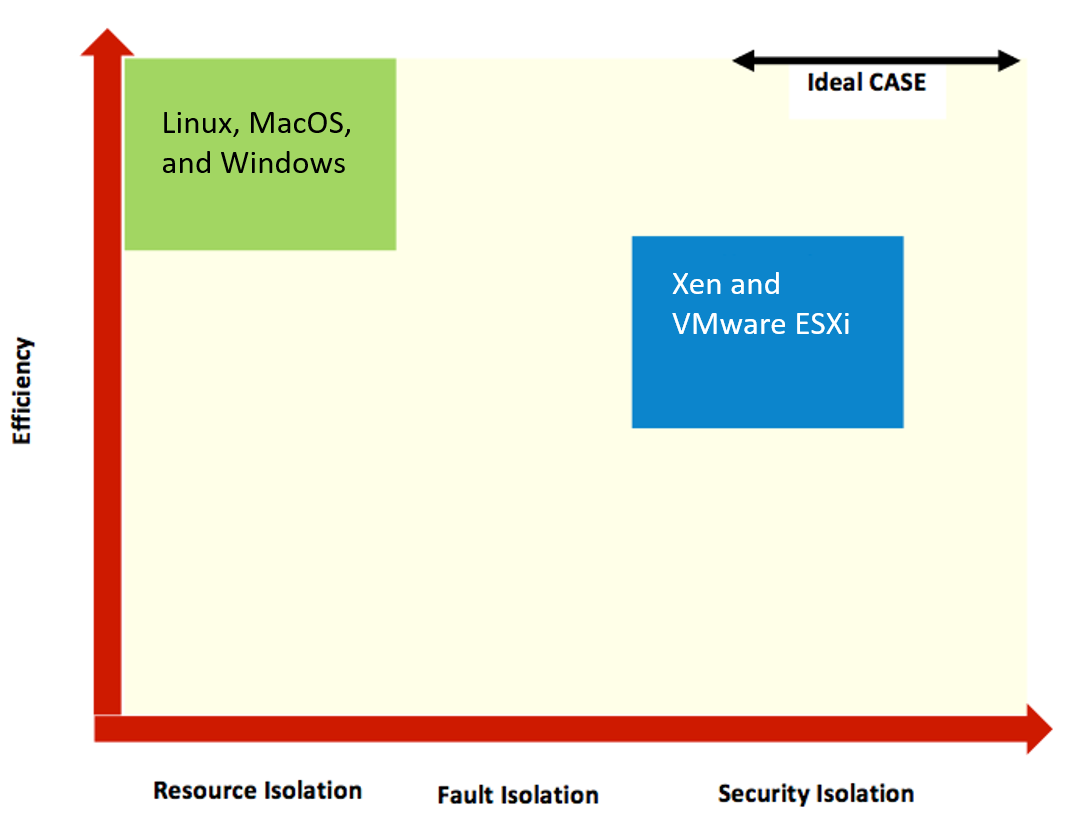 Ideal CASE
Linux, MacOS,
and Windows
Xen and
VMware ESXi
Efficiency
Resource Isolation
Fault Isolation
Security Isolation